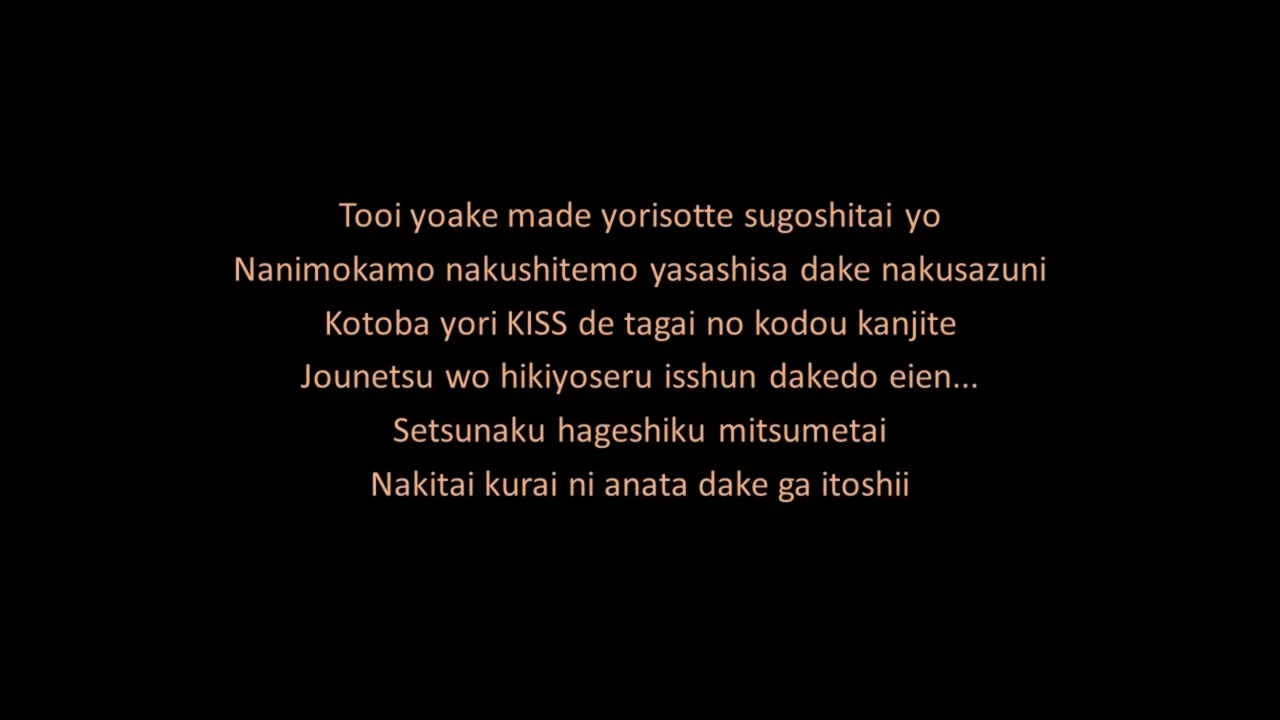 Tooi yoake made yorisotte sugoshitai yo
Nanimokamo nakushitemo yasashisa dake nakusazuni
Kotoba yori KISS de tagai no kodou kanjite
Jounetsu wo hikiyoseru isshun dakedo eien...
Setsunaku hageshiku mitsumetai
Nakitai kurai ni anata dake ga itoshii